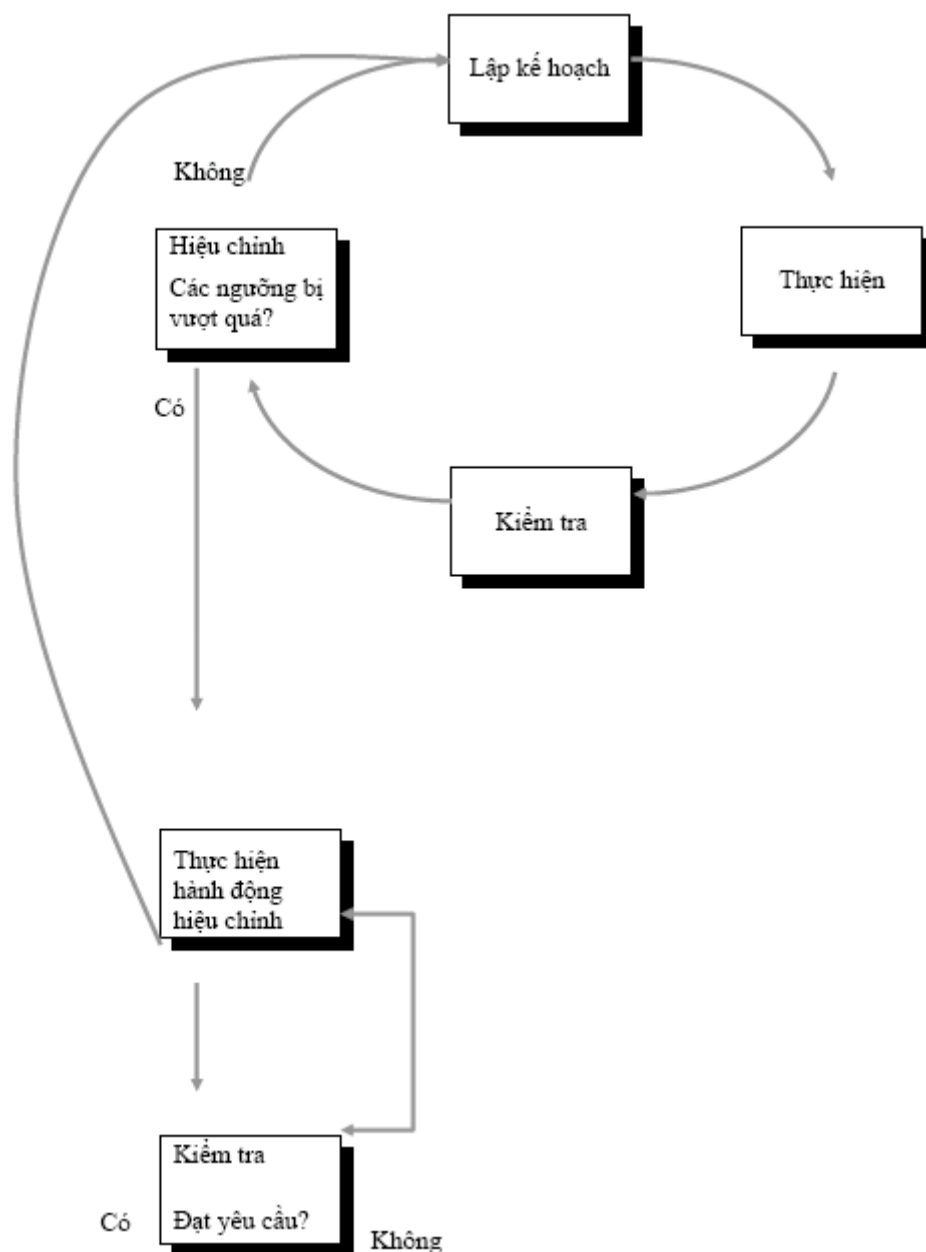 Lập kế hoạch
Không
Hiệu chỉnh
Các ngưỡng bị
vượt quá?
Thực hiện
Có
Kiểm tra
Thực hiện
hành động
hiệu chỉnh
Kiểm tra
Đạt yêu cầu?
Có
Không